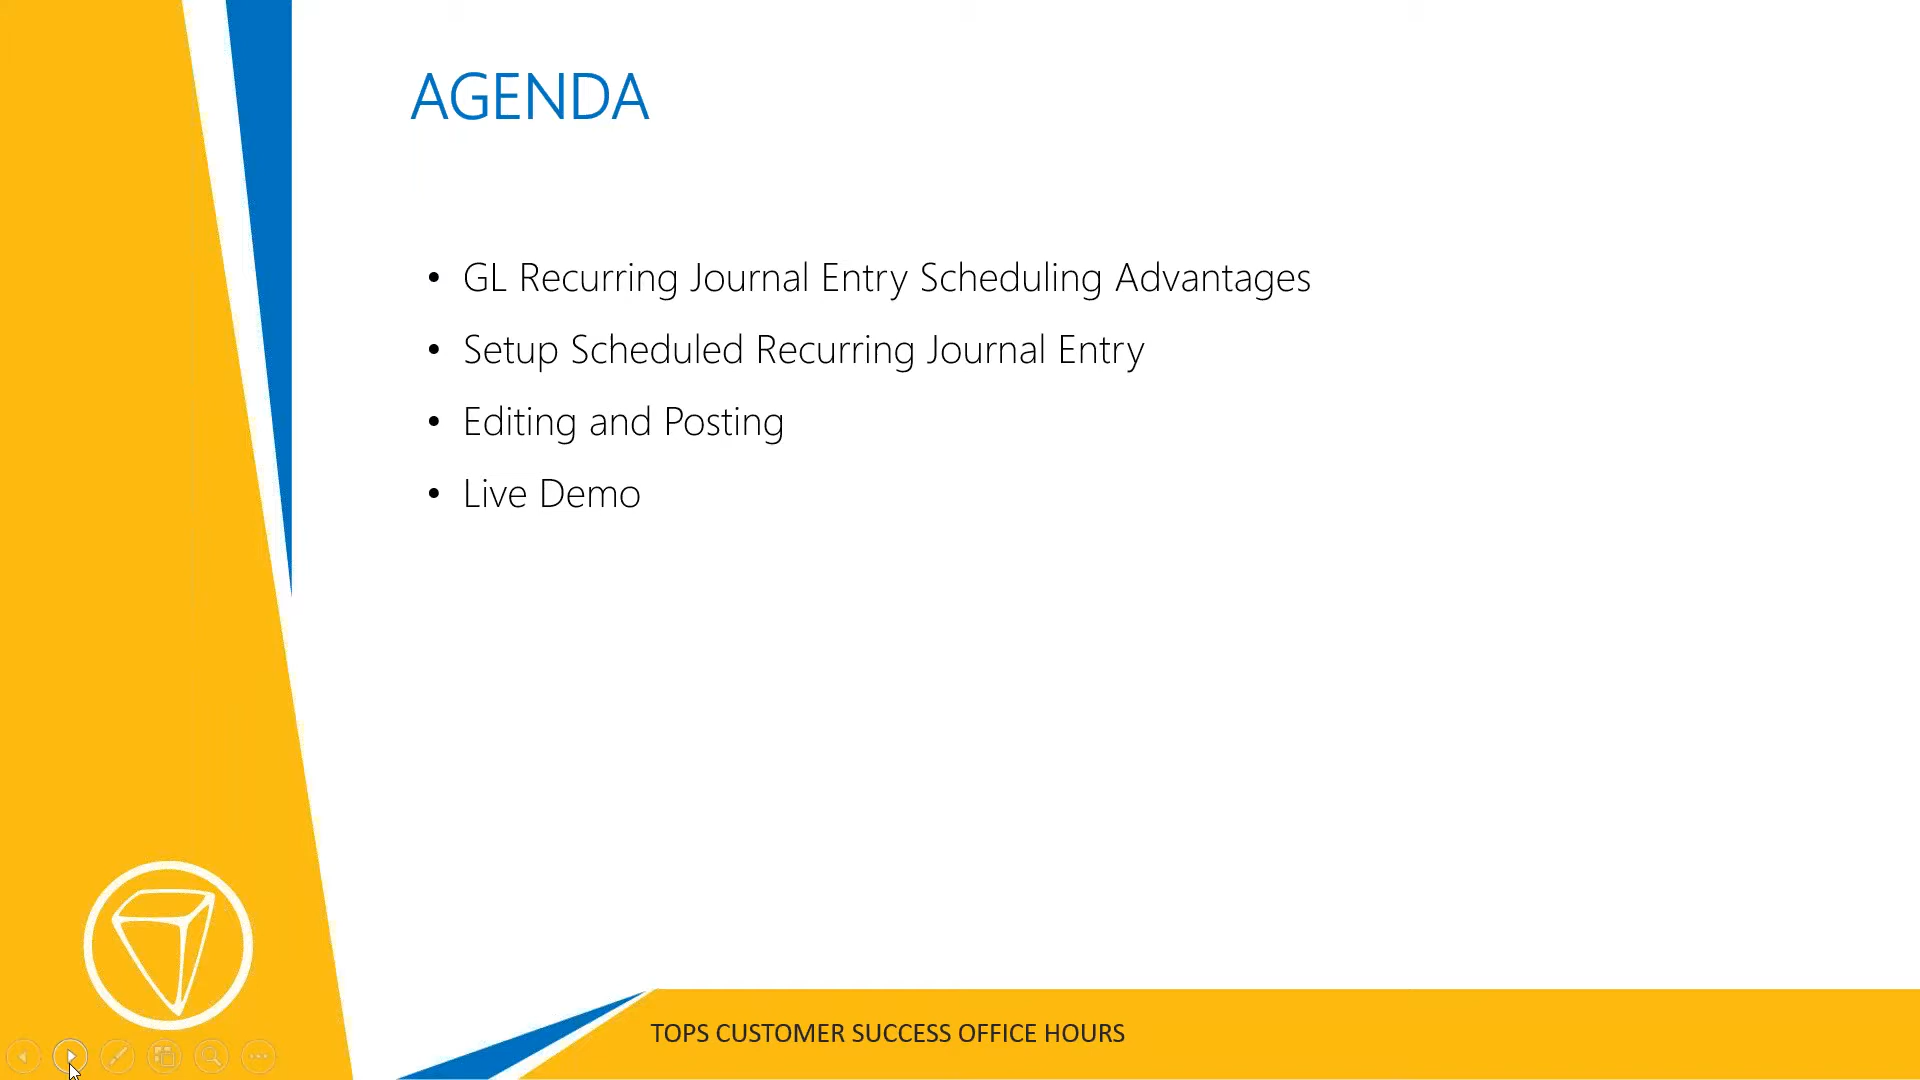 AGENDA
• GL Recurring Journal Entry Scheduling Advantages
• Setup Scheduled Recurring Journal Entry
• Editing and Posting
• Live Demo
TOPS CUSTOMER SUCCESS OFFICE HOURS